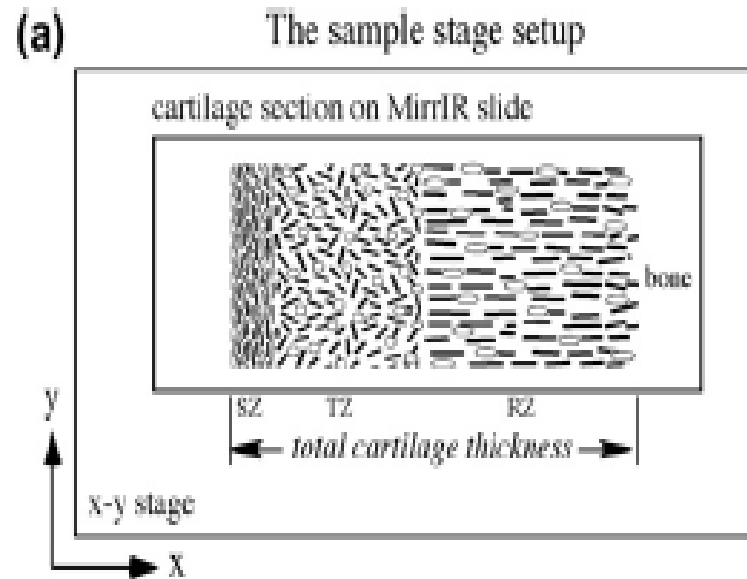 (a)
The sample stage setup
cartilage section on MirrIR slide
bone
SZ TZ RZ
total cartilage thickness
y
x-y stage
x